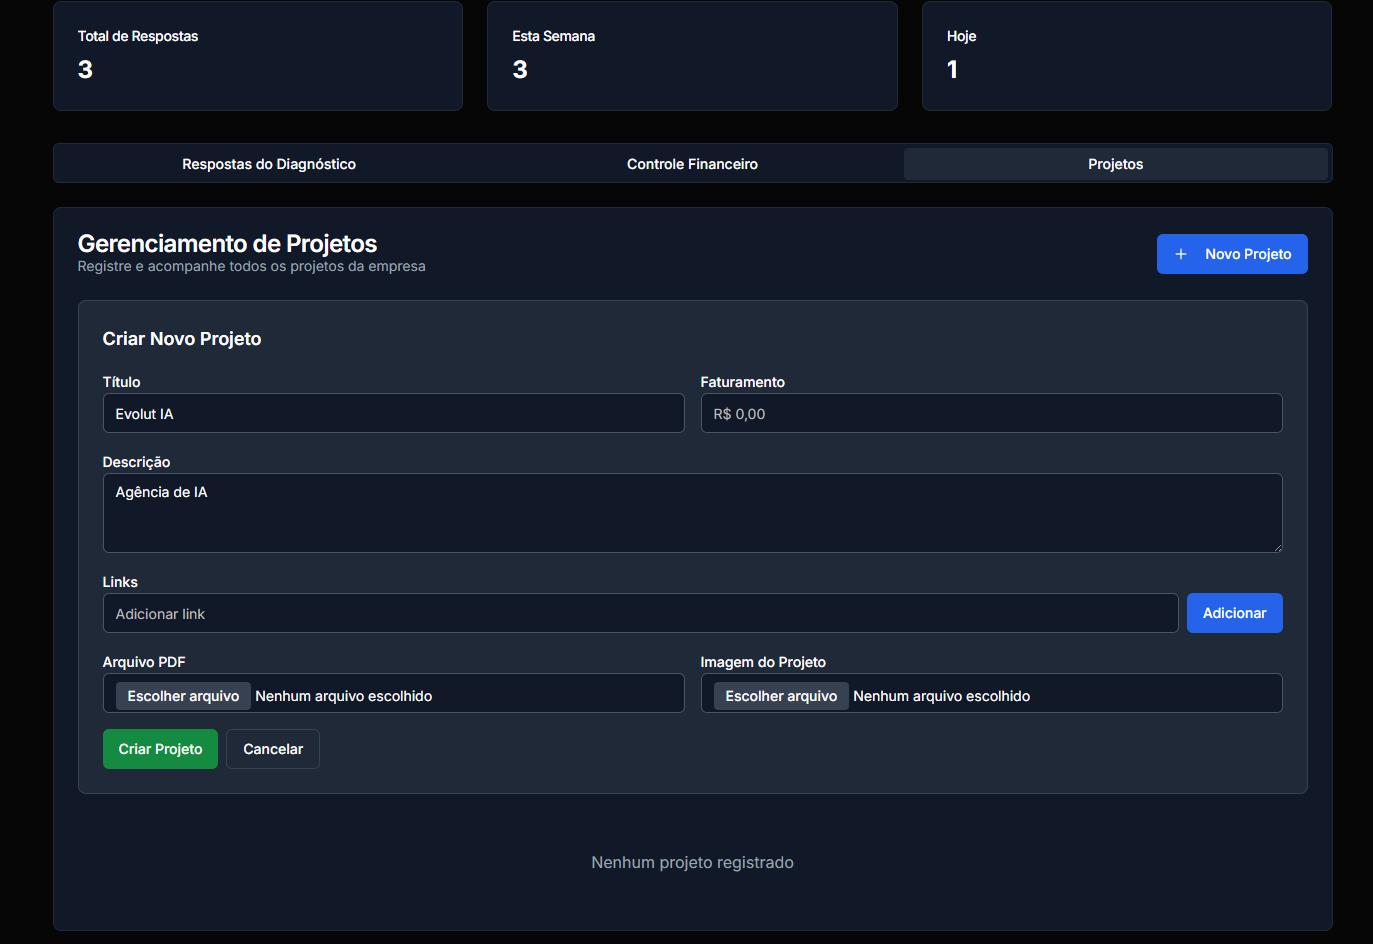 Total de Respostas
3
Esta Semana
3
Hoje
1
Respostas do Diagnóstico
Controle Financeiro
Projetos
Gerenciamento de Projetos
Registre e acompanhe todos os projetos da empresa
+ Novo Projeto
Criar Novo Projeto
Título
Evolut IA
Faturamento
R$ 0,00
Descrição
Agência de IA
Links
Adicionar link
Adicionar
Arquivo PDF
Escolher arquivo Nenhum arquivo escolhido
Imagem do Projeto
Escolher arquivo Nenhum arquivo escolhido
Criar Projeto
Cancelar
Nenhum projeto registrado